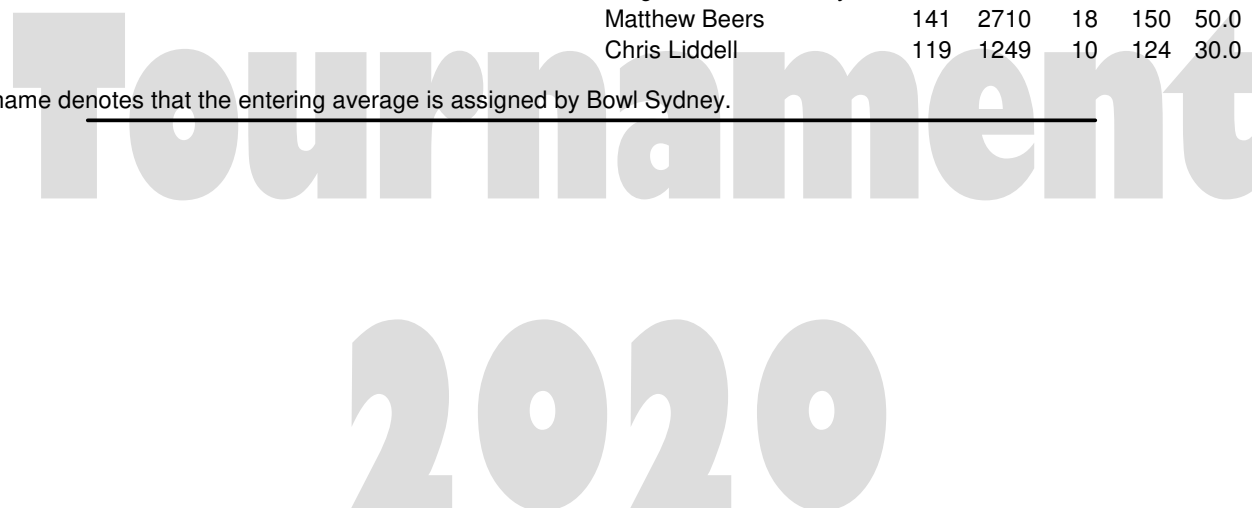 Matthew Beers 141 2710 18 150 50.0
Chris Liddell 119 1249 10 124 30.0
name denotes that the entering average is assigned by Bowl Sydney.
Tournament
2020